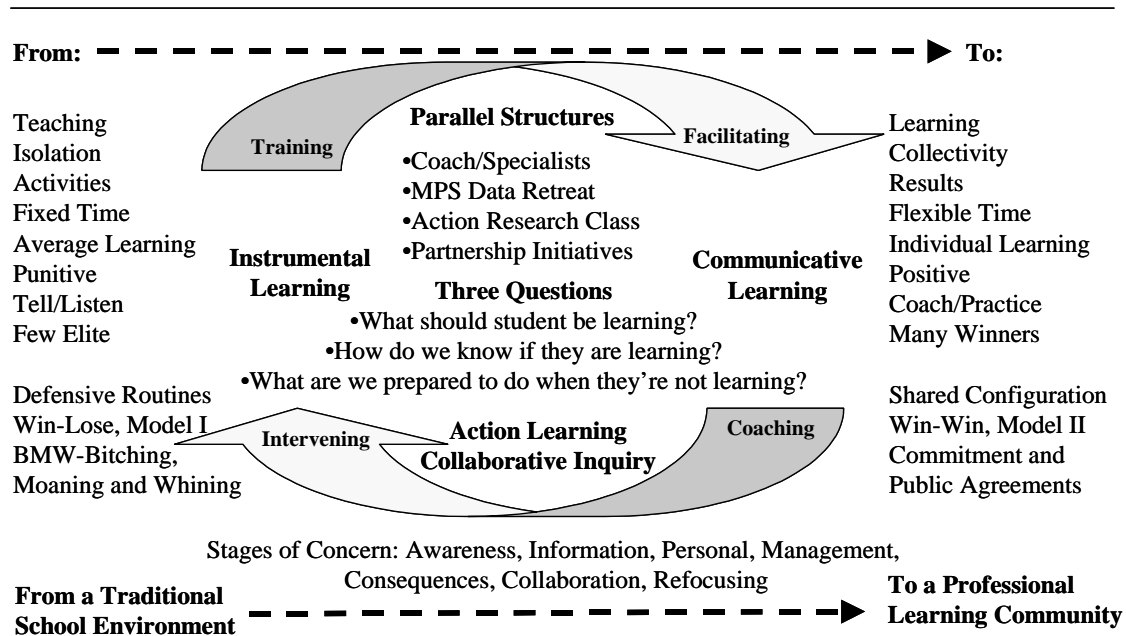 From:
To:
Teaching
Isolation
Activities
Fixed Time
Average Learning
Punitive
Tell/Listen
Few Elite
Defensive Routines
Win-Lose, Model I
BMW-Bitching,
Moaning and Whining
Training
Parallel Structures
•Coach/Specialists
•MPS Data Retreat
•Action Research Class
•Partnership Initiatives
Facilitating
Instrumental
Learning
Communicative
Learning
Three Questions
•What should student be learning?
•How do we know if they are learning?
•What are we prepared to do when they're not learning?
Intervening
Action Learning
Collaborative Inquiry
Coaching
Learning
Collectivity
Results
Flexible Time
Individual Learning
Positive
Coach/Practice
Many Winners
Shared Configuration
Win-Win, Model II
Commitment and
Public Agreements
Stages of Concern: Awareness, Information, Personal, Management,
Consequences, Collaboration, Refocusing
From a Traditional
School Environment
To a Professional
Learning Community